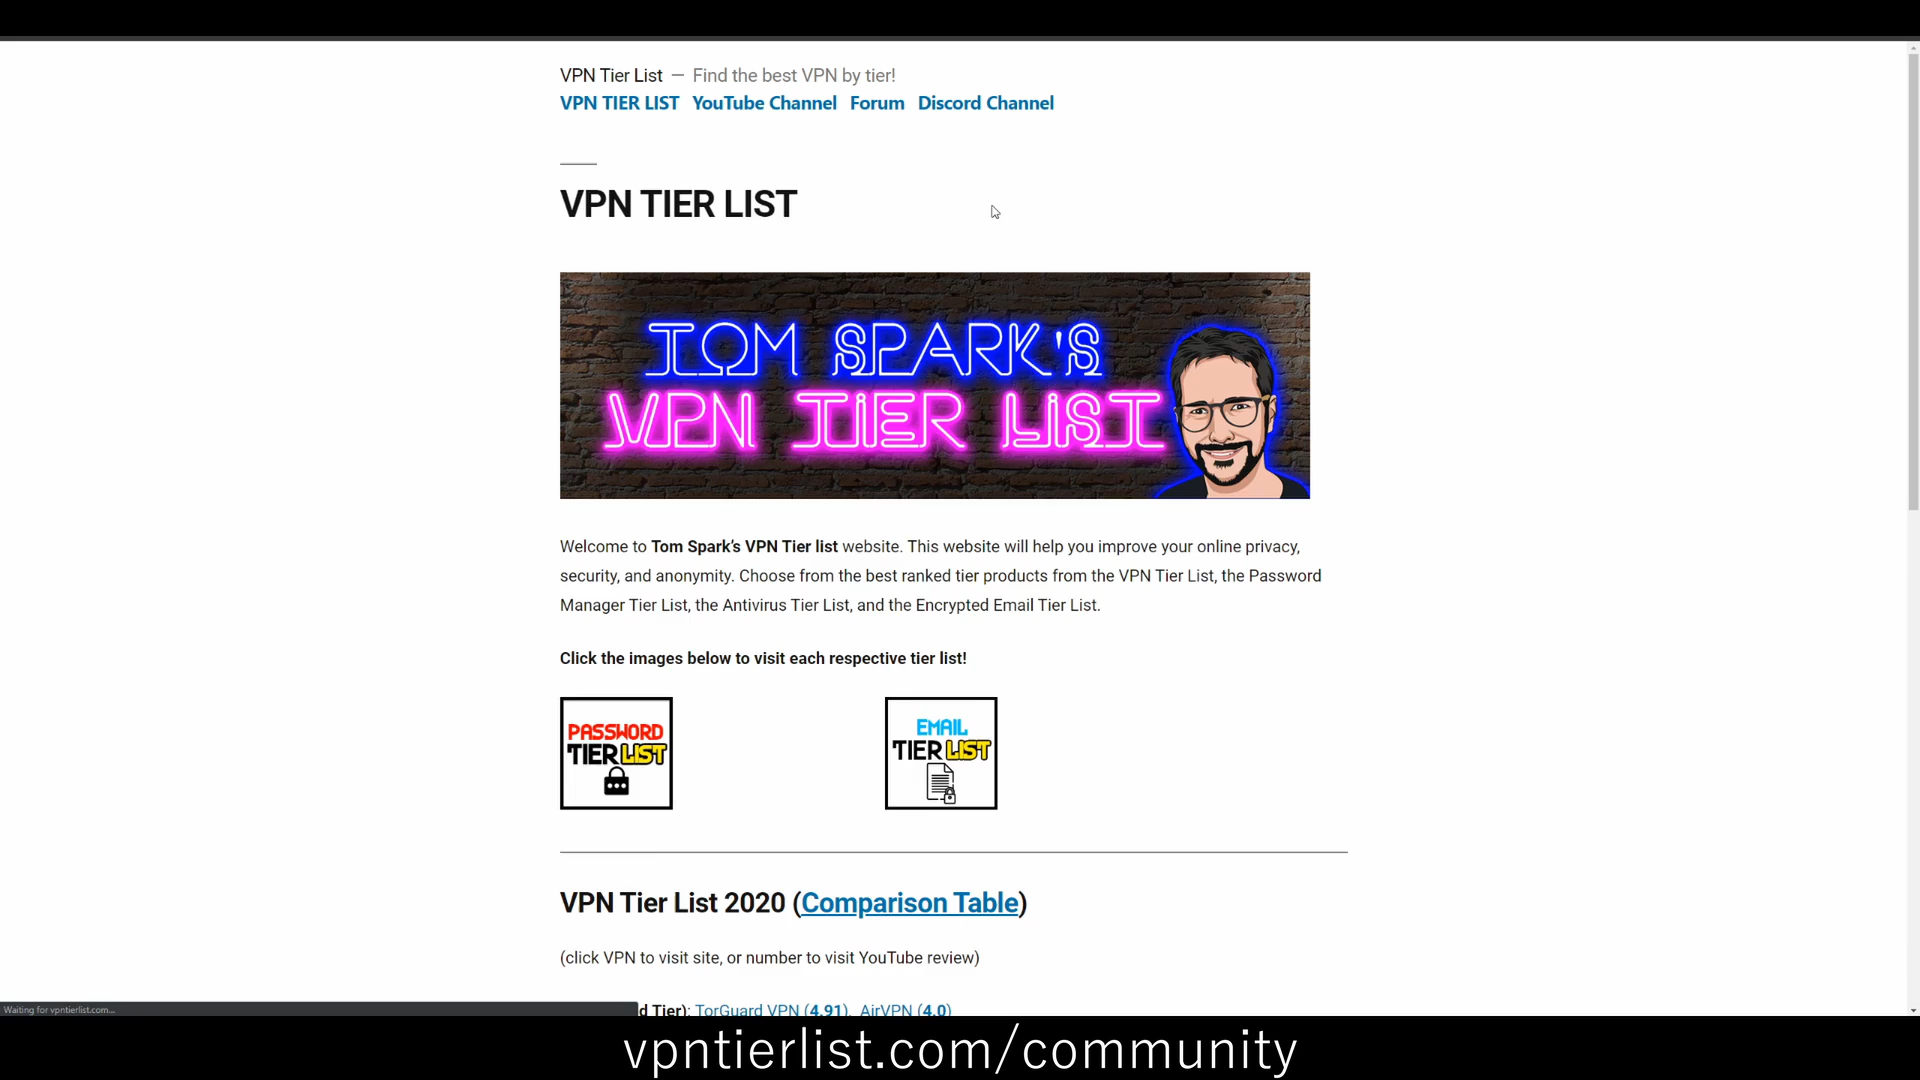 VPN Tier List — Find the best VPN by tier!
VPN TIER LIST YouTube Channel Forum Discord Channel
VPN TIER LIST
TOM SPARK'S
VPN TIER LIST
Welcome to Tom Spark’s VPN Tier list website. This website will help you improve your online privacy,
security, and anonymity. Choose from the best ranked tier products from the VPN Tier List, the Password
Manager Tier List, the Antivirus Tier List, and the Encrypted Email Tier List.
Click the images below to visit each respective tier list!
PASSWORD
TIER LIST
EMAIL
TIER LIST
VPN Tier List 2020 (Comparison Table)
(click VPN to visit site, or number to visit YouTube review)
d Tier): TorGuard VPN (4.91), AirVPN (4.0)
Waiting for vpntierlist.com...
vpntierlist.com/community